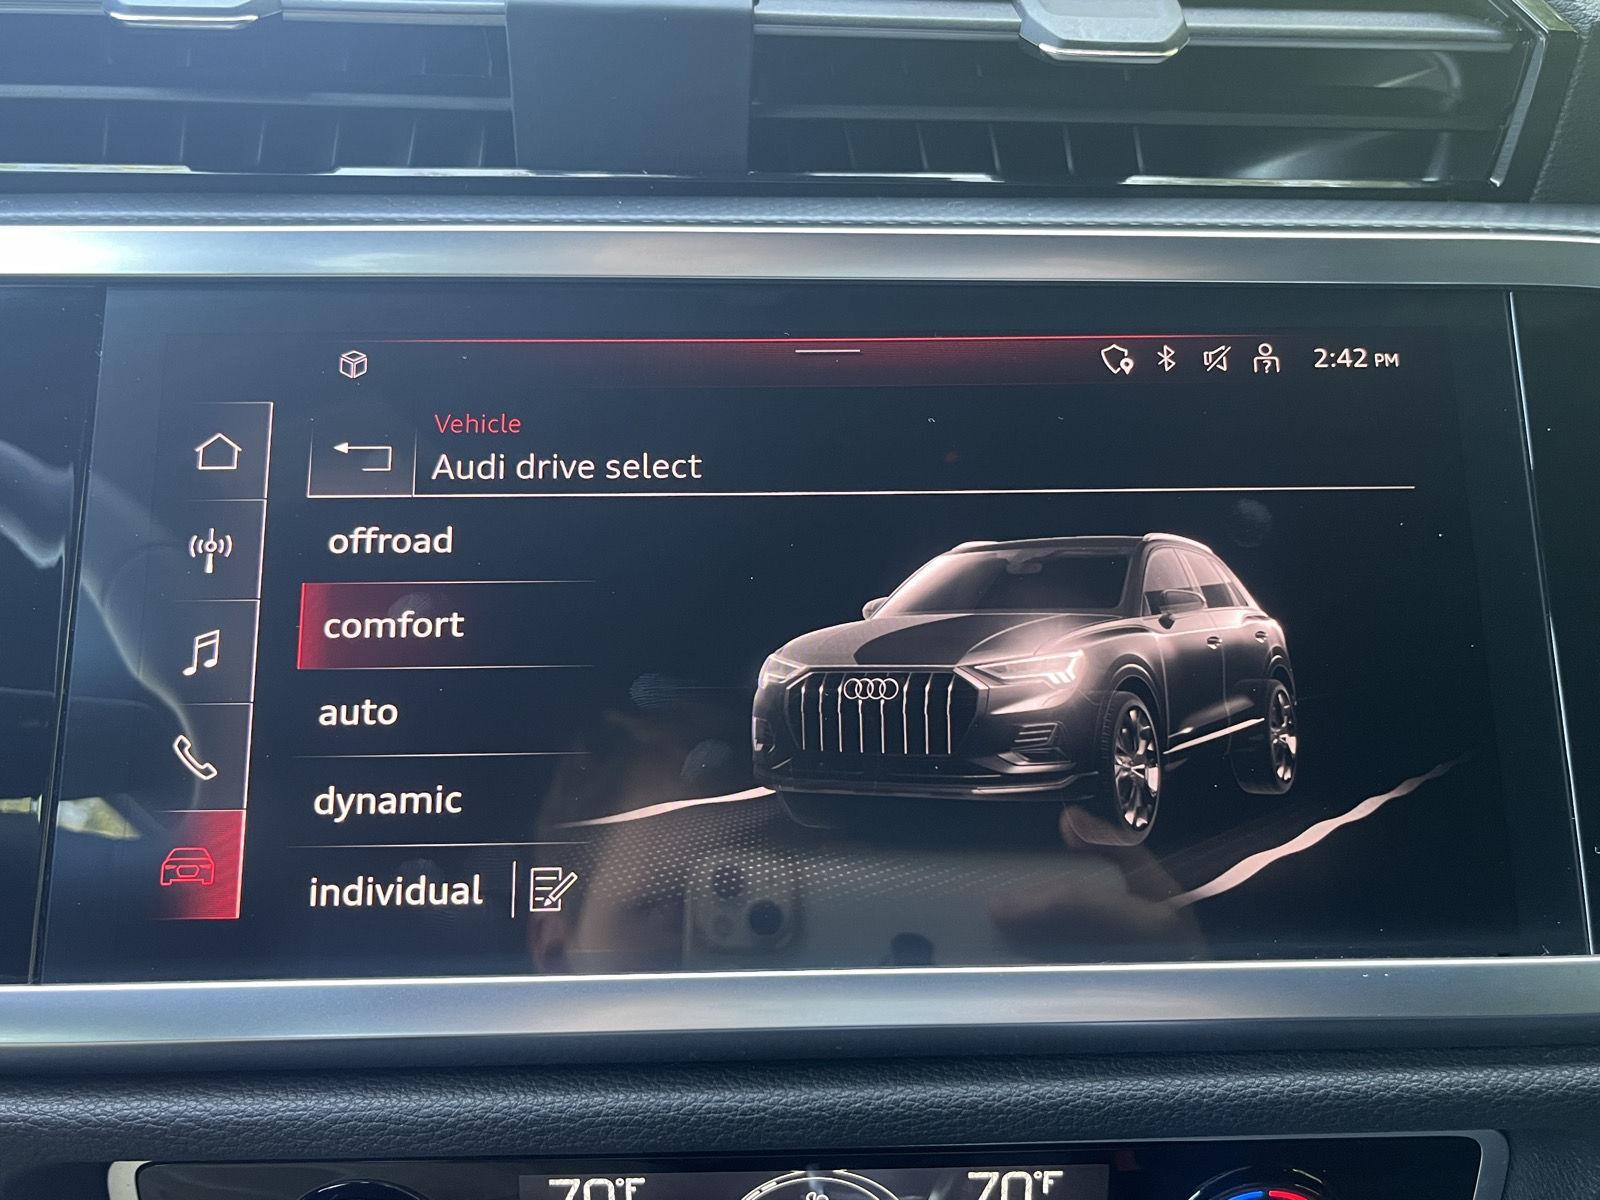 2:42 PM
Vehicle
Audi drive select
offroad
comfort
auto
dynamic
individual
70°F
70°F